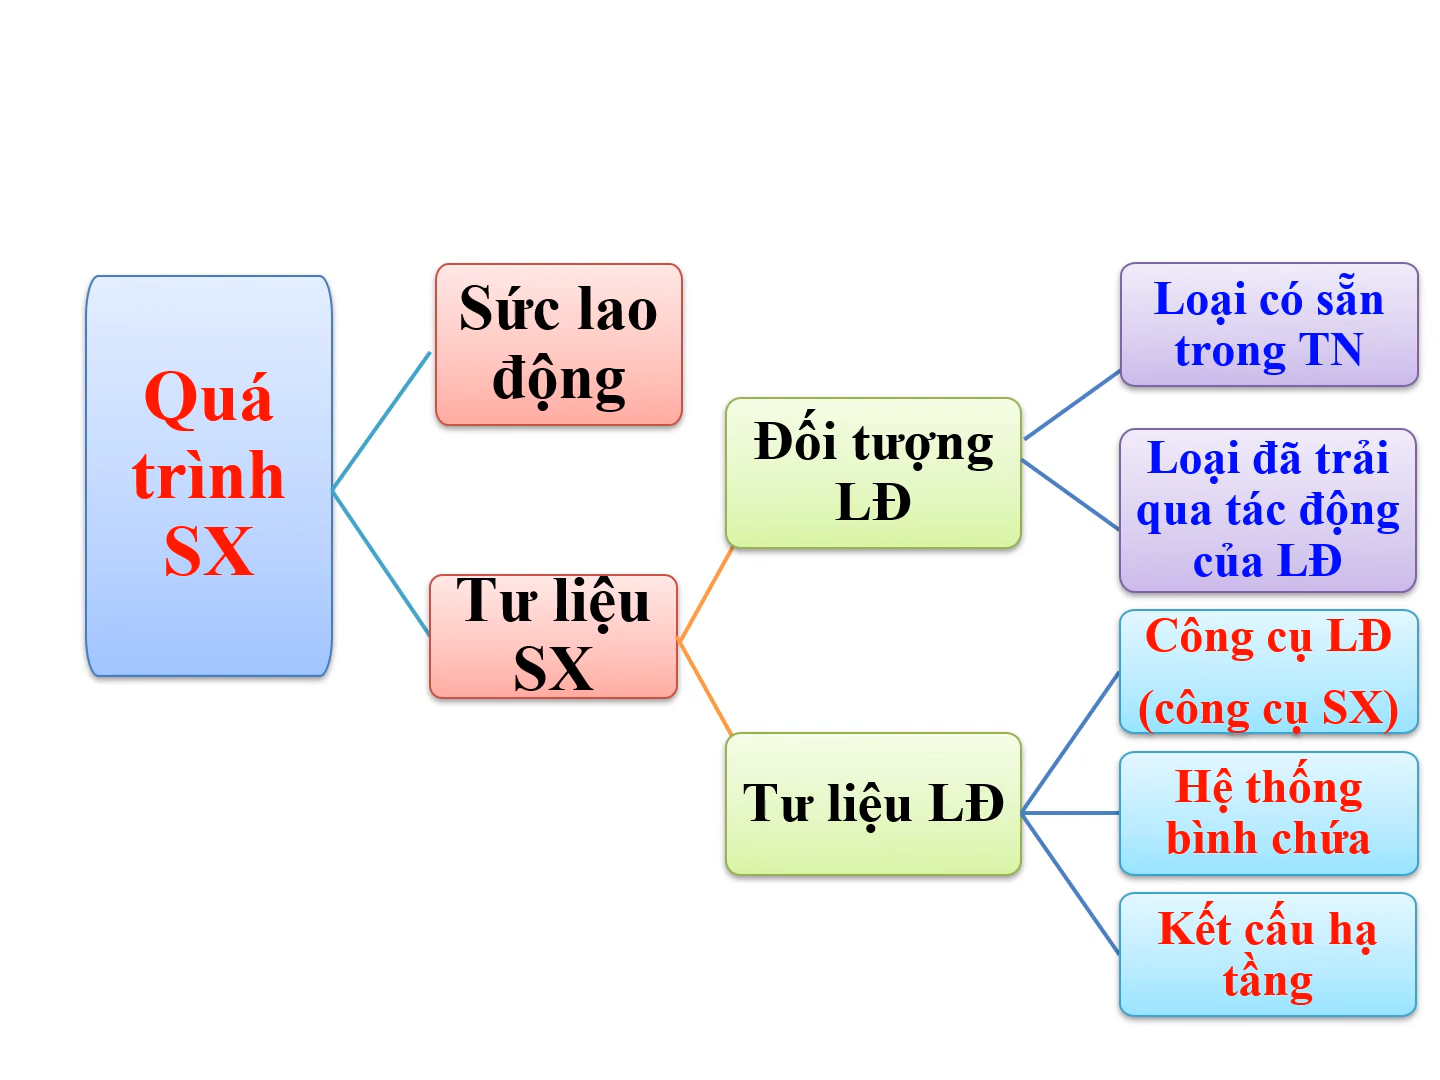 Quá
trình
SX
Sức lao
động
Tư liệu
SX
Đối tượng
LĐ
Tư liệu LĐ
Loại có sẵn
trong TN
Loại đã trải
qua tác động
của LĐ
Công cụ LĐ
(công cụ SX)
Hệ thống
bình chứa
Kết cấu hạ
tầng